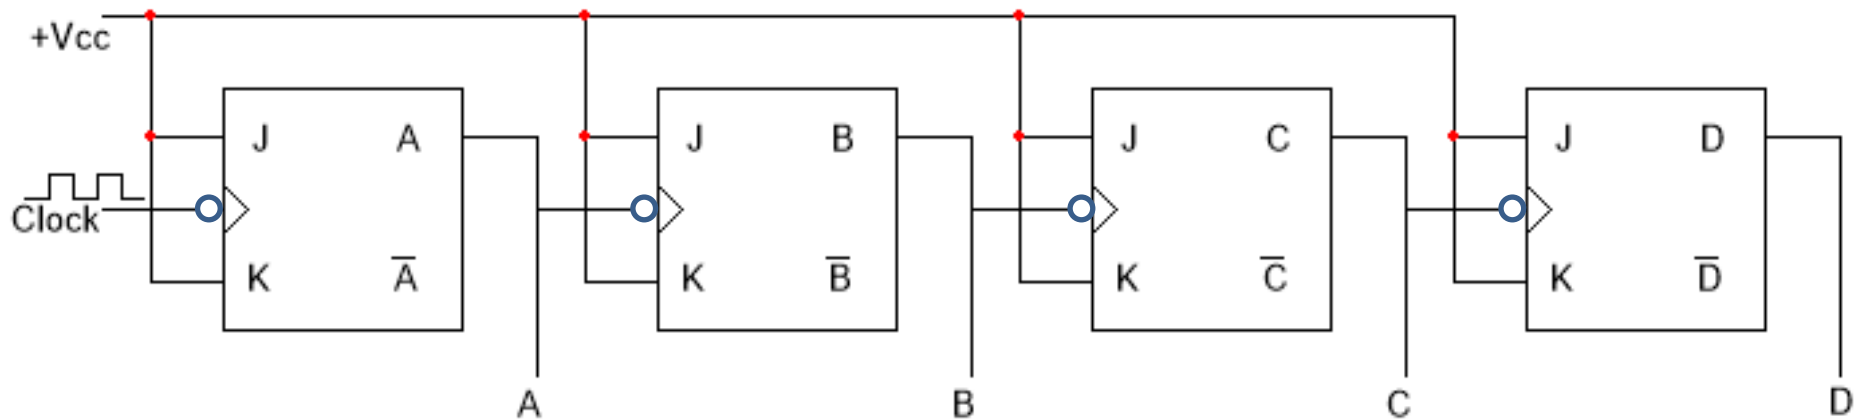 +Vcc
J A J B J C J D
Clock
K A̅ K B̅ K C̅ K D̅
A B C D